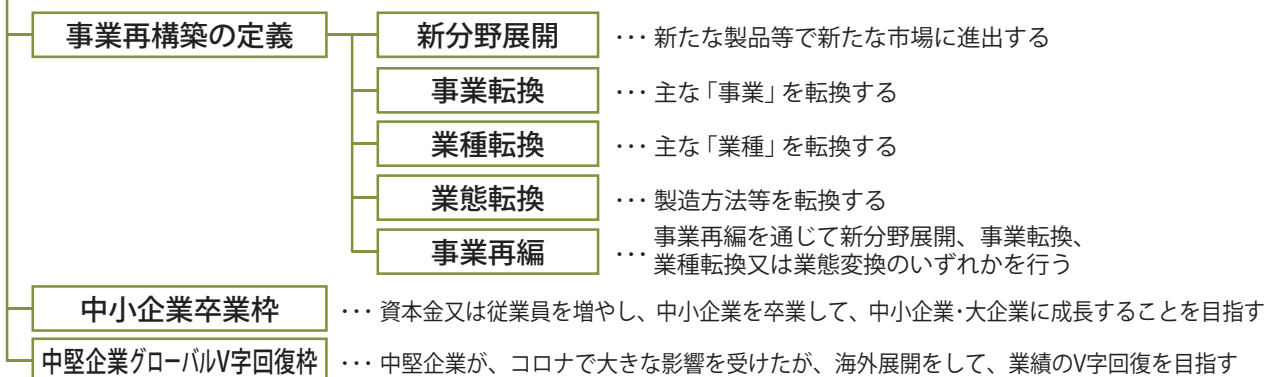 事業再構築の定義
新分野展開 ･･･ 新たな製品等で新たな市場に進出する
事業転換 ･･･ 主な「事業」を転換する
業種転換 ･･･ 主な「業種」を転換する
業態転換 ･･･ 製造方法等を転換する
事業再編 ･･･ 事業再編を通じて新分野展開、事業転換、
業種転換又は業態変換のいずれかを行う
中小企業卒業枠 ･･･ 資本金又は従業員を増やし、中小企業を卒業して、中小企業･大企業に成長することを目指す
中堅企業グローバルV字回復枠 ･･･ 中堅企業が、コロナで大きな影響を受けたが、海外展開をして、業績のV字回復を目指す